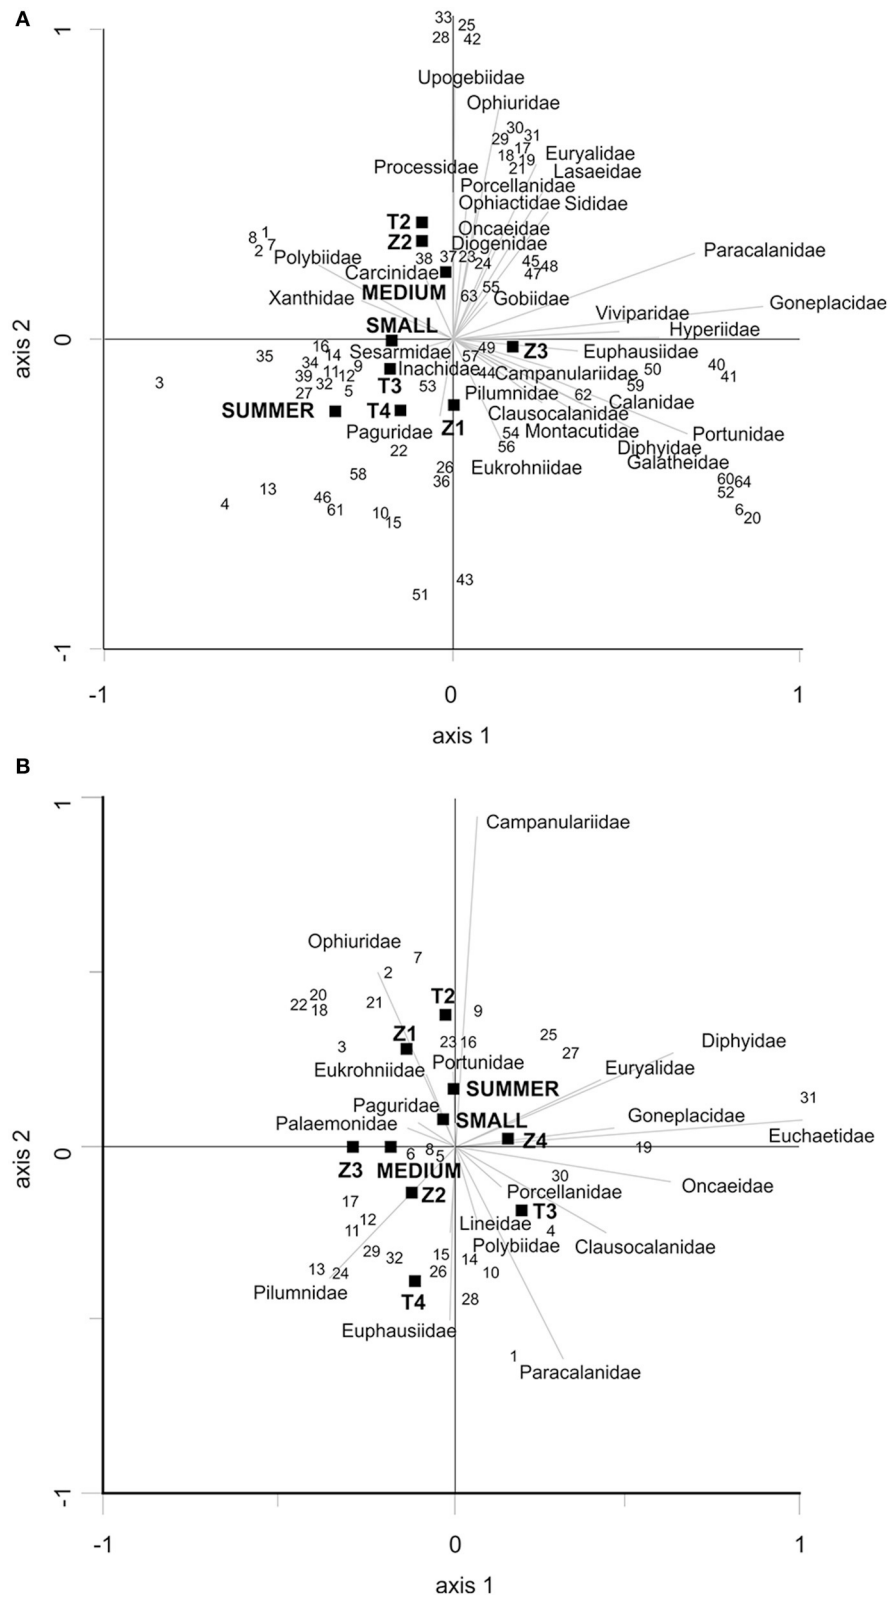 A
33
25
1
28
42
Upogebiidae
Ophiuridae
30
29 31
17
18 19
21
Euryalidae
Processidae
Lasaeidae
Porcellanidae
Ophiactidae Sididae
T2
Oncaeidae
8 1
2 7
Z2
Diogenidae
Paracalanidae
Polybiidae
38 37 23 24
45 48
47
Carcinidae
MEDIUM
55
63
Xanthidae
Gobiidae
Goneplacidae
Viviparidae
SMALL
Hyperiidae
axis 2
0
16
35 14
Sesarmidae
49
57
Z3
Euphausiidae
34
11 9
Inachidae
44 Campanulariidae
50 40
41
3
39 12
32
27 5
T3
53
59
Pilumnidae 62
Calanidae
SUMMER
T4
Z1
Clausocalanidae
Paguridae
54 Montacutidae
Portunidae
22
56
Diphyidae
26
36
Eukrohniidae
Galatheidae
58
60 64
52
13
4
46
61
10
15
6
20
43
51
-1
-1
0
1
axis 1
B
1
Campanulariidae
Ophiuridae
7
2
20
22 18
21
T2
9
Z1
3
23 16
25
27
Eukrohniidae
Portunidae
Diphyidae
Euryalidae
SUMMER
31
Paguridae
SMALL
Goneplacidae
Palaemonidae
Z4
Euchaetidae
axis 2
0
19
6 8 5
Z3
MEDIUM
30
Oncaeidae
Z2
Porcellanidae
17
12
11
Lineidae
T3
4
29 32
15
14
Polybiidae
Clausocalanidae
13 24
26
10
Pilumnidae
T4
28
Euphausiidae
1
Paracalanidae
-1
-1
0
1
axis 1